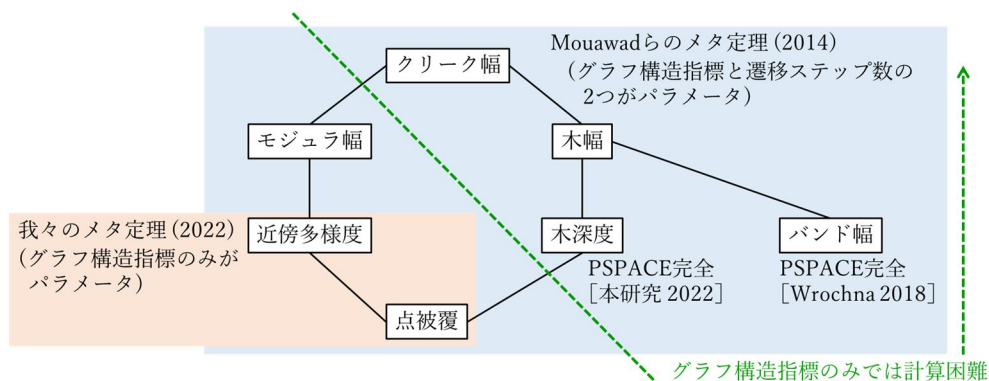 Mouawadらのメタ定理 (2014)
(グラフ構造指標と遷移ステップ数の
2つがパラメータ)
クリーク幅
モジュラ幅
木幅
我々のメタ定理 (2022)
(グラフ構造指標のみが
パラメータ)
近傍多様度
木深度
バンド幅
PSPACE完全
[本研究 2022]
PSPACE完全
[Wrochna 2018]
点被覆
グラフ構造指標のみでは計算困難